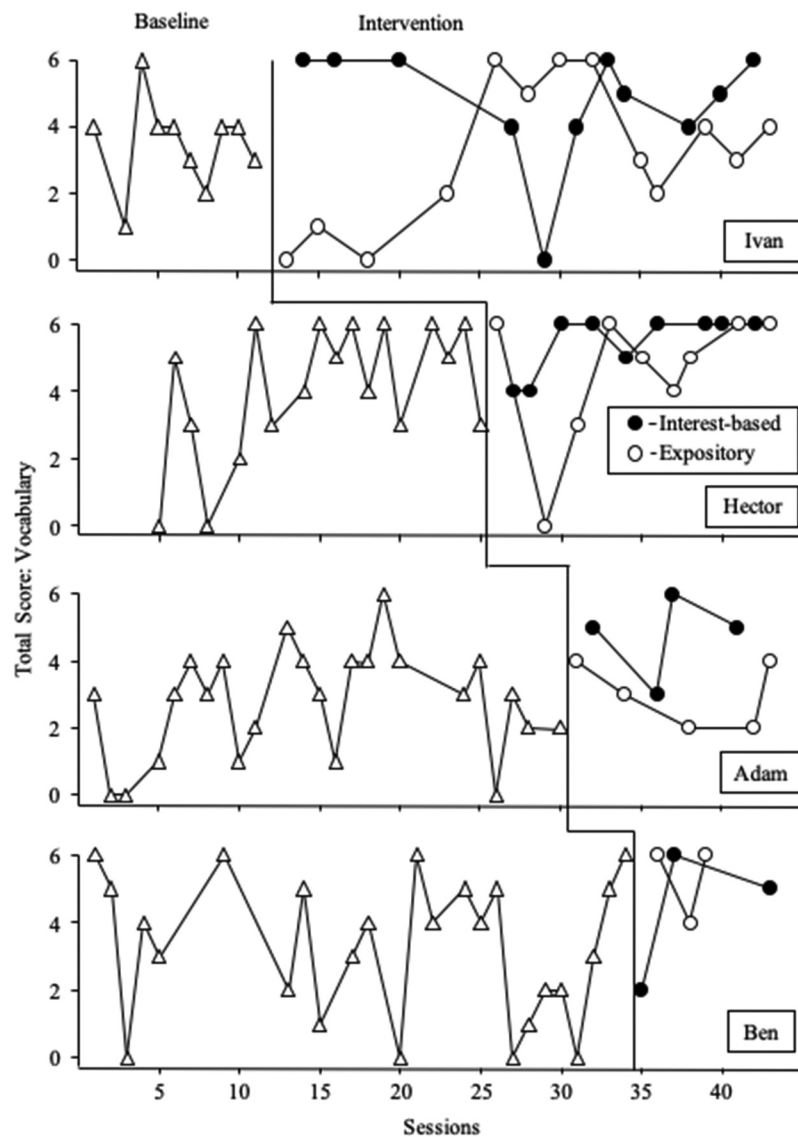 Baseline Intervention
6
4
2
0
Ivan
6
4
2
0
●-Interest-based
○-Expository
Hector
6
4
2
0
Adam
6
4
2
0
Ben
5 10 15 20 25 30 35 40
Sessions
Total Score: Vocabulary